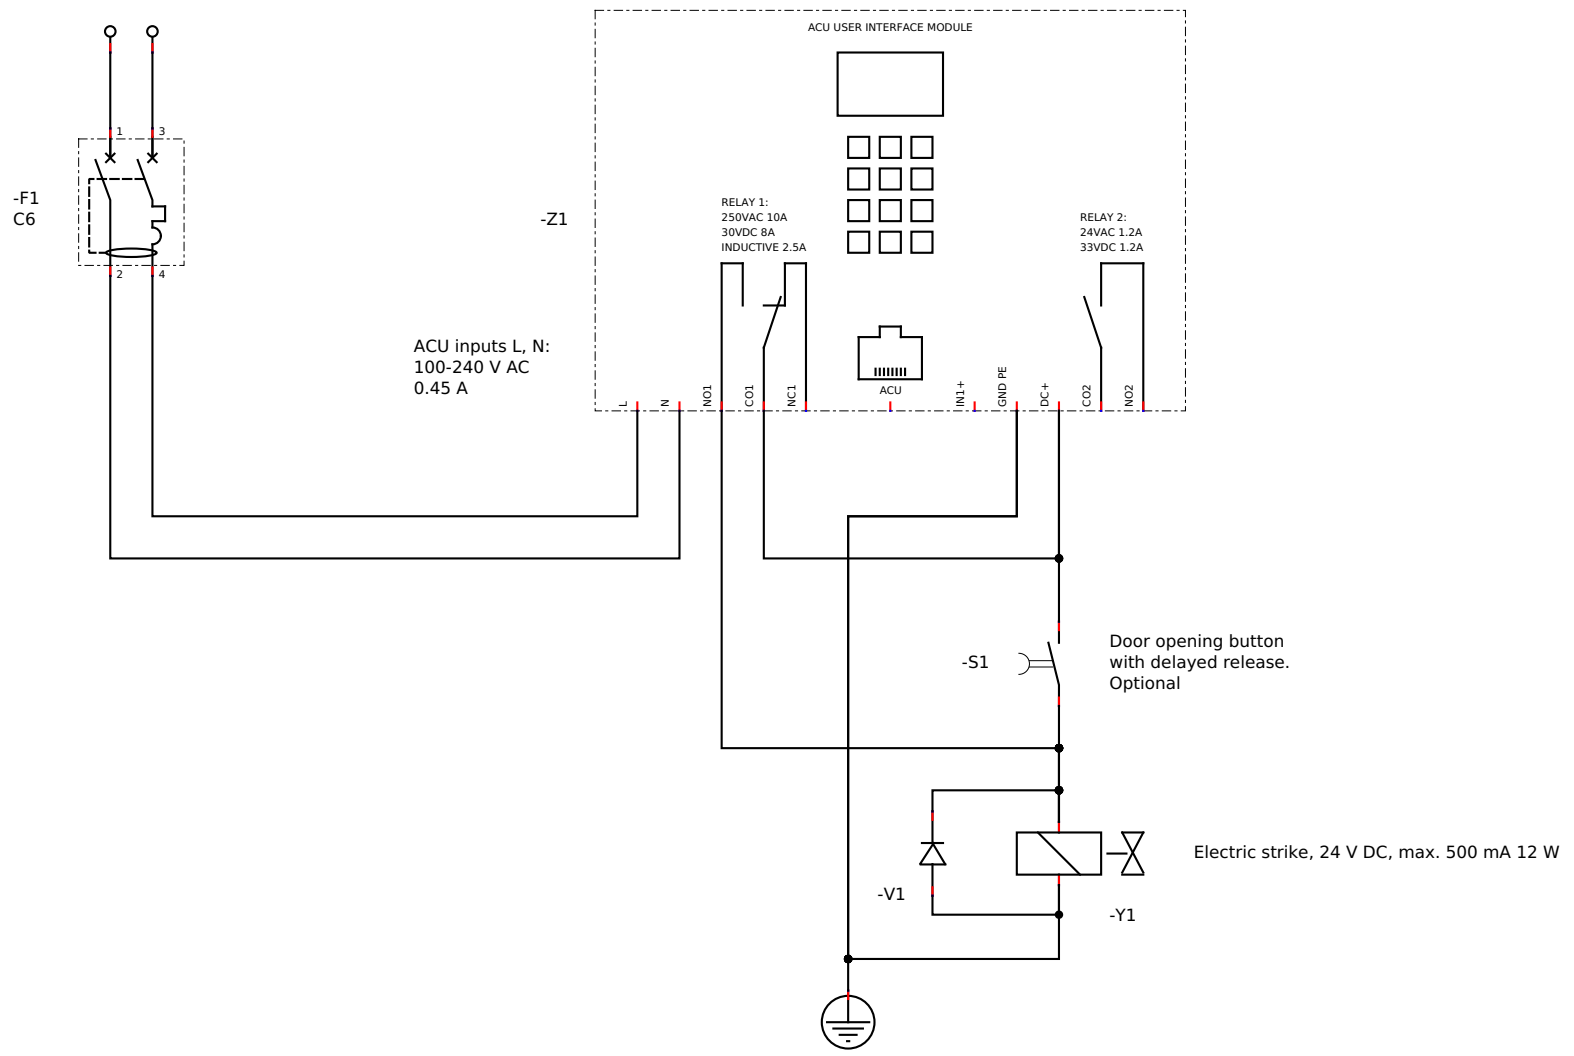 ACU USER INTERFACE MODULE
1
3
-F1
C6
2
4
-Z1
RELAY 1:
250VAC 10A
30VDC 8A
INDUCTIVE 2.5A
RELAY 2:
24VAC 1.2A
33VDC 1.2A
ACU inputs L, N:
100-240 V AC
0.45 A
L
N
NO1
CO1
NC1
ACU
IN1+
GND PE
DC+
CO2
NO2
-S1
Door opening button
with delayed release.
Optional
Electric strike, 24 V DC, max. 500 mA 12 W
-V1
-Y1